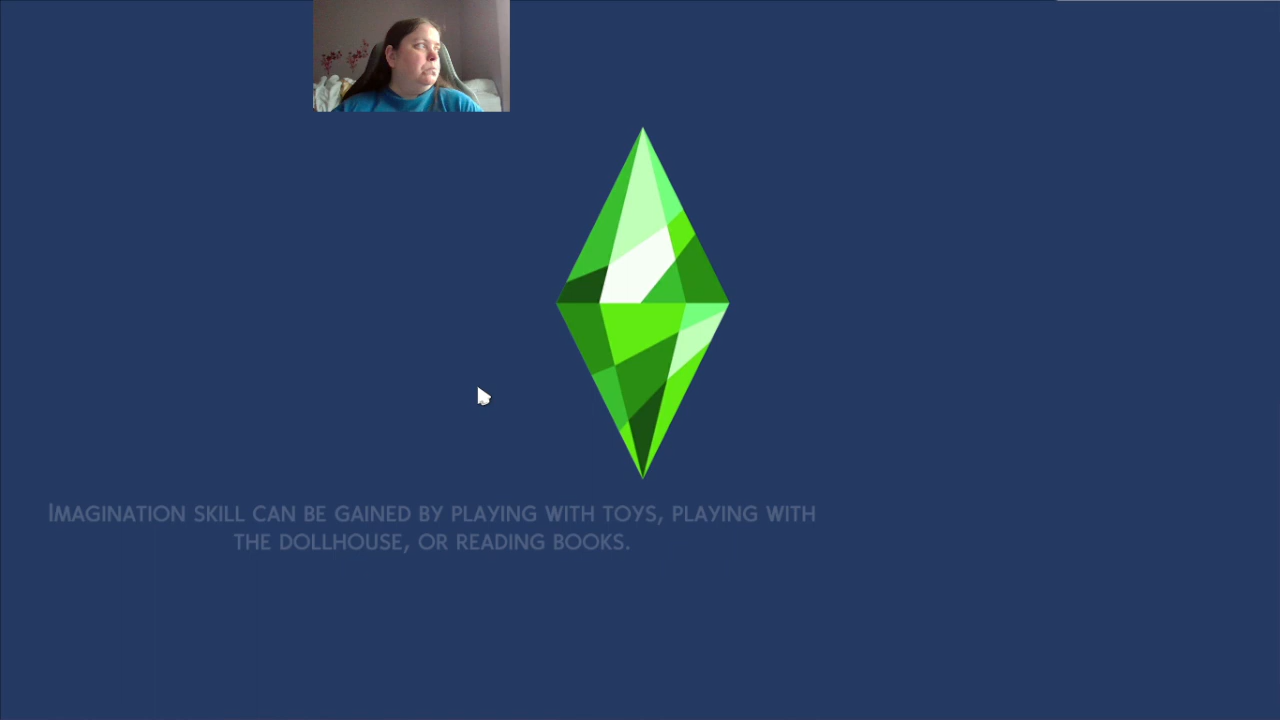 Imagination skill can be gained by playing with toys, playing with
the dollhouse, or reading books.